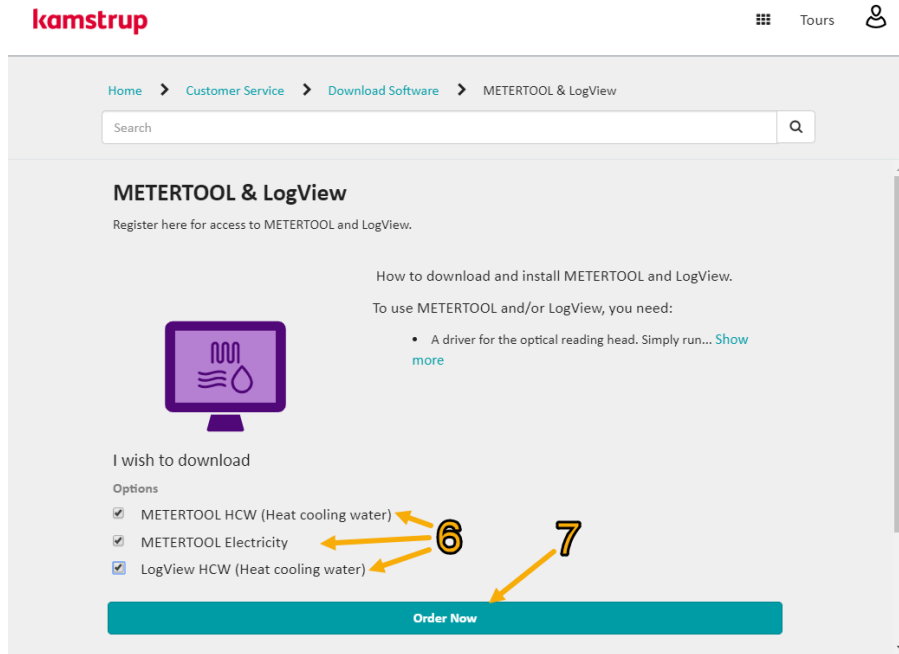 kamstrup
Tours
Home > Customer Service > Download Software > METERTOOL & LogView
Search
METERTOOL & LogView
Register here for access to METERTOOL and LogView.
How to download and install METERTOOL and LogView.
To use METERTOOL and/or LogView, you need:
• A driver for the optical reading head. Simply run... Show
more
I wish to download
Options
METERTOOL HCW (Heat cooling water)
METERTOOL Electricity
LogView HCW (Heat cooling water)
6
7
Order Now